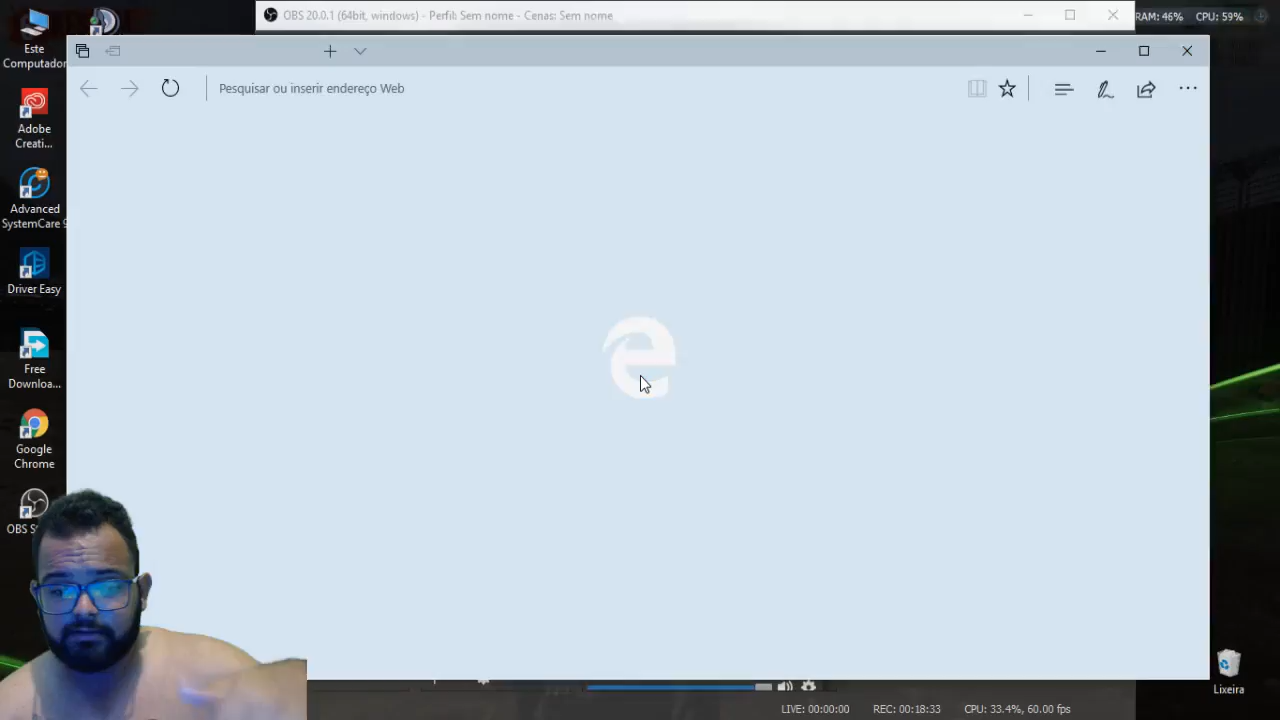 OBS 20.0.1 (64bit, windows) - Perfil: Sem nome - Cenas: Sem nome
RAM: 46% CPU: 59%
Este
Computador
Pesquisar ou inserir endereço Web
Adobe
Creati...
Advanced
SystemCare 9
Driver Easy
Free
Downloa...
Google
Chrome
OBS S
Lixeira
LIVE: 00:00:00 REC: 00:18:33 CPU: 33.4%, 60.00 fps